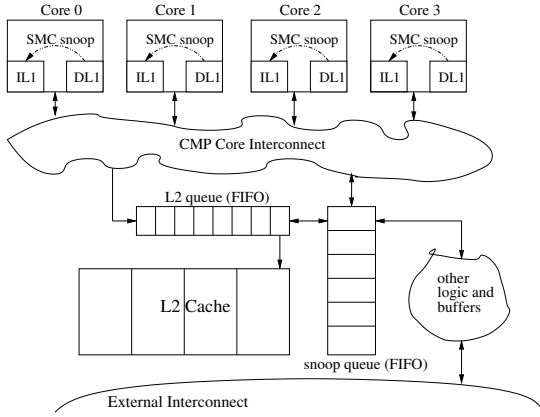 Core 0 Core 1 Core 2 Core 3
SMC snoop SMC snoop SMC snoop SMC snoop
IL1 DL1 IL1 DL1 IL1 DL1 IL1 DL1
CMP Core Interconnect
L2 queue (FIFO)
L2 Cache
other
logic and
buffers
snoop queue (FIFO)
External Interconnect